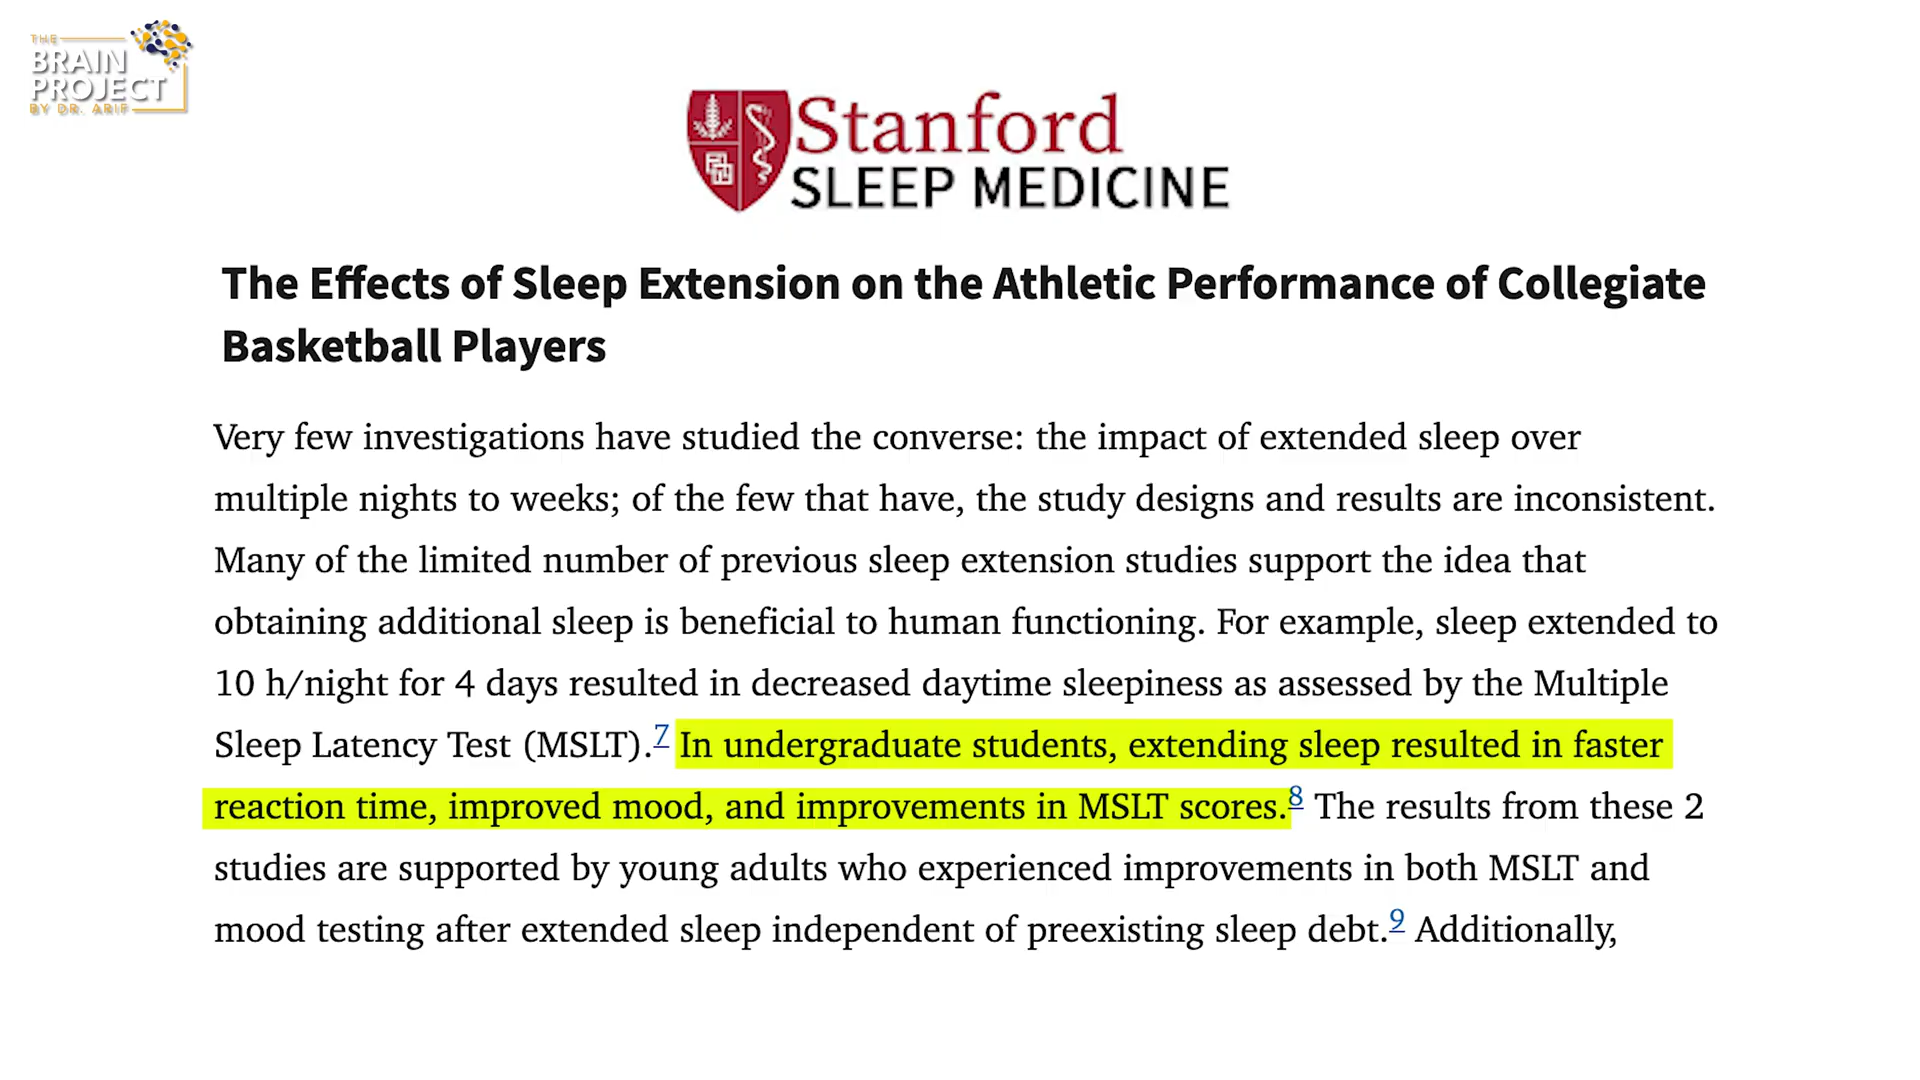 THE
BRAIN
PROJECT
BY DR. ARIF
Stanford
SLEEP MEDICINE
The Effects of Sleep Extension on the Athletic Performance of Collegiate
Basketball Players
Very few investigations have studied the converse: the impact of extended sleep over
multiple nights to weeks; of the few that have, the study designs and results are inconsistent.
Many of the limited number of previous sleep extension studies support the idea that
obtaining additional sleep is beneficial to human functioning. For example, sleep extended to
10 h/night for 4 days resulted in decreased daytime sleepiness as assessed by the Multiple
Sleep Latency Test (MSLT).7 In undergraduate students, extending sleep resulted in faster
reaction time, improved mood, and improvements in MSLT scores.8 The results from these 2
studies are supported by young adults who experienced improvements in both MSLT and
mood testing after extended sleep independent of preexisting sleep debt.9 Additionally,